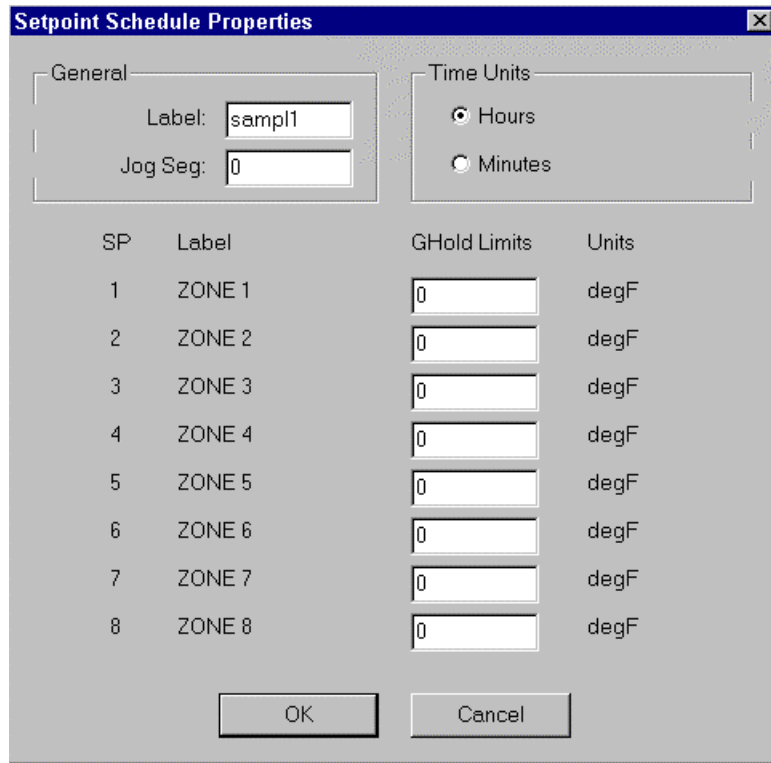 Setpoint Schedule Properties
General
Label: sampl1
Jog Seg: 0
Time Units
Hours
Minutes
SP Label GHold Limits Units
1 ZONE 1 0 degF
2 ZONE 2 0 degF
3 ZONE 3 0 degF
4 ZONE 4 0 degF
5 ZONE 5 0 degF
6 ZONE 6 0 degF
7 ZONE 7 0 degF
8 ZONE 8 0 degF
OK Cancel